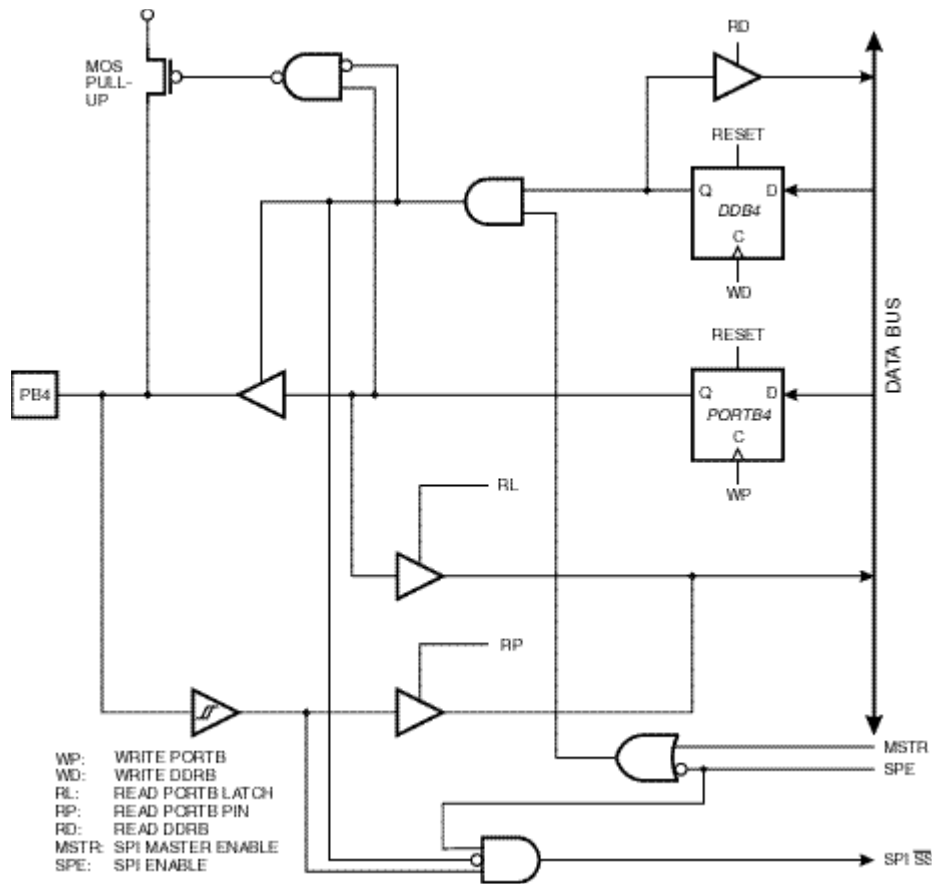 RD
MOS
PULL-
UP
RESET
Q D
DDB4
C
WD
DATA BUS
RESET
PB4
Q D
PORTB4
C
WP
RL
RP
MSTR
SPE
WP: WRITE PORTB
WD: WRITE DDRB
RL: READ PORTB LATCH
RP: READ PORTB PIN
RD: READ DDRB
MSTR: SPI MASTER ENABLE
SPE: SPI ENABLE
SPI S̅S̅